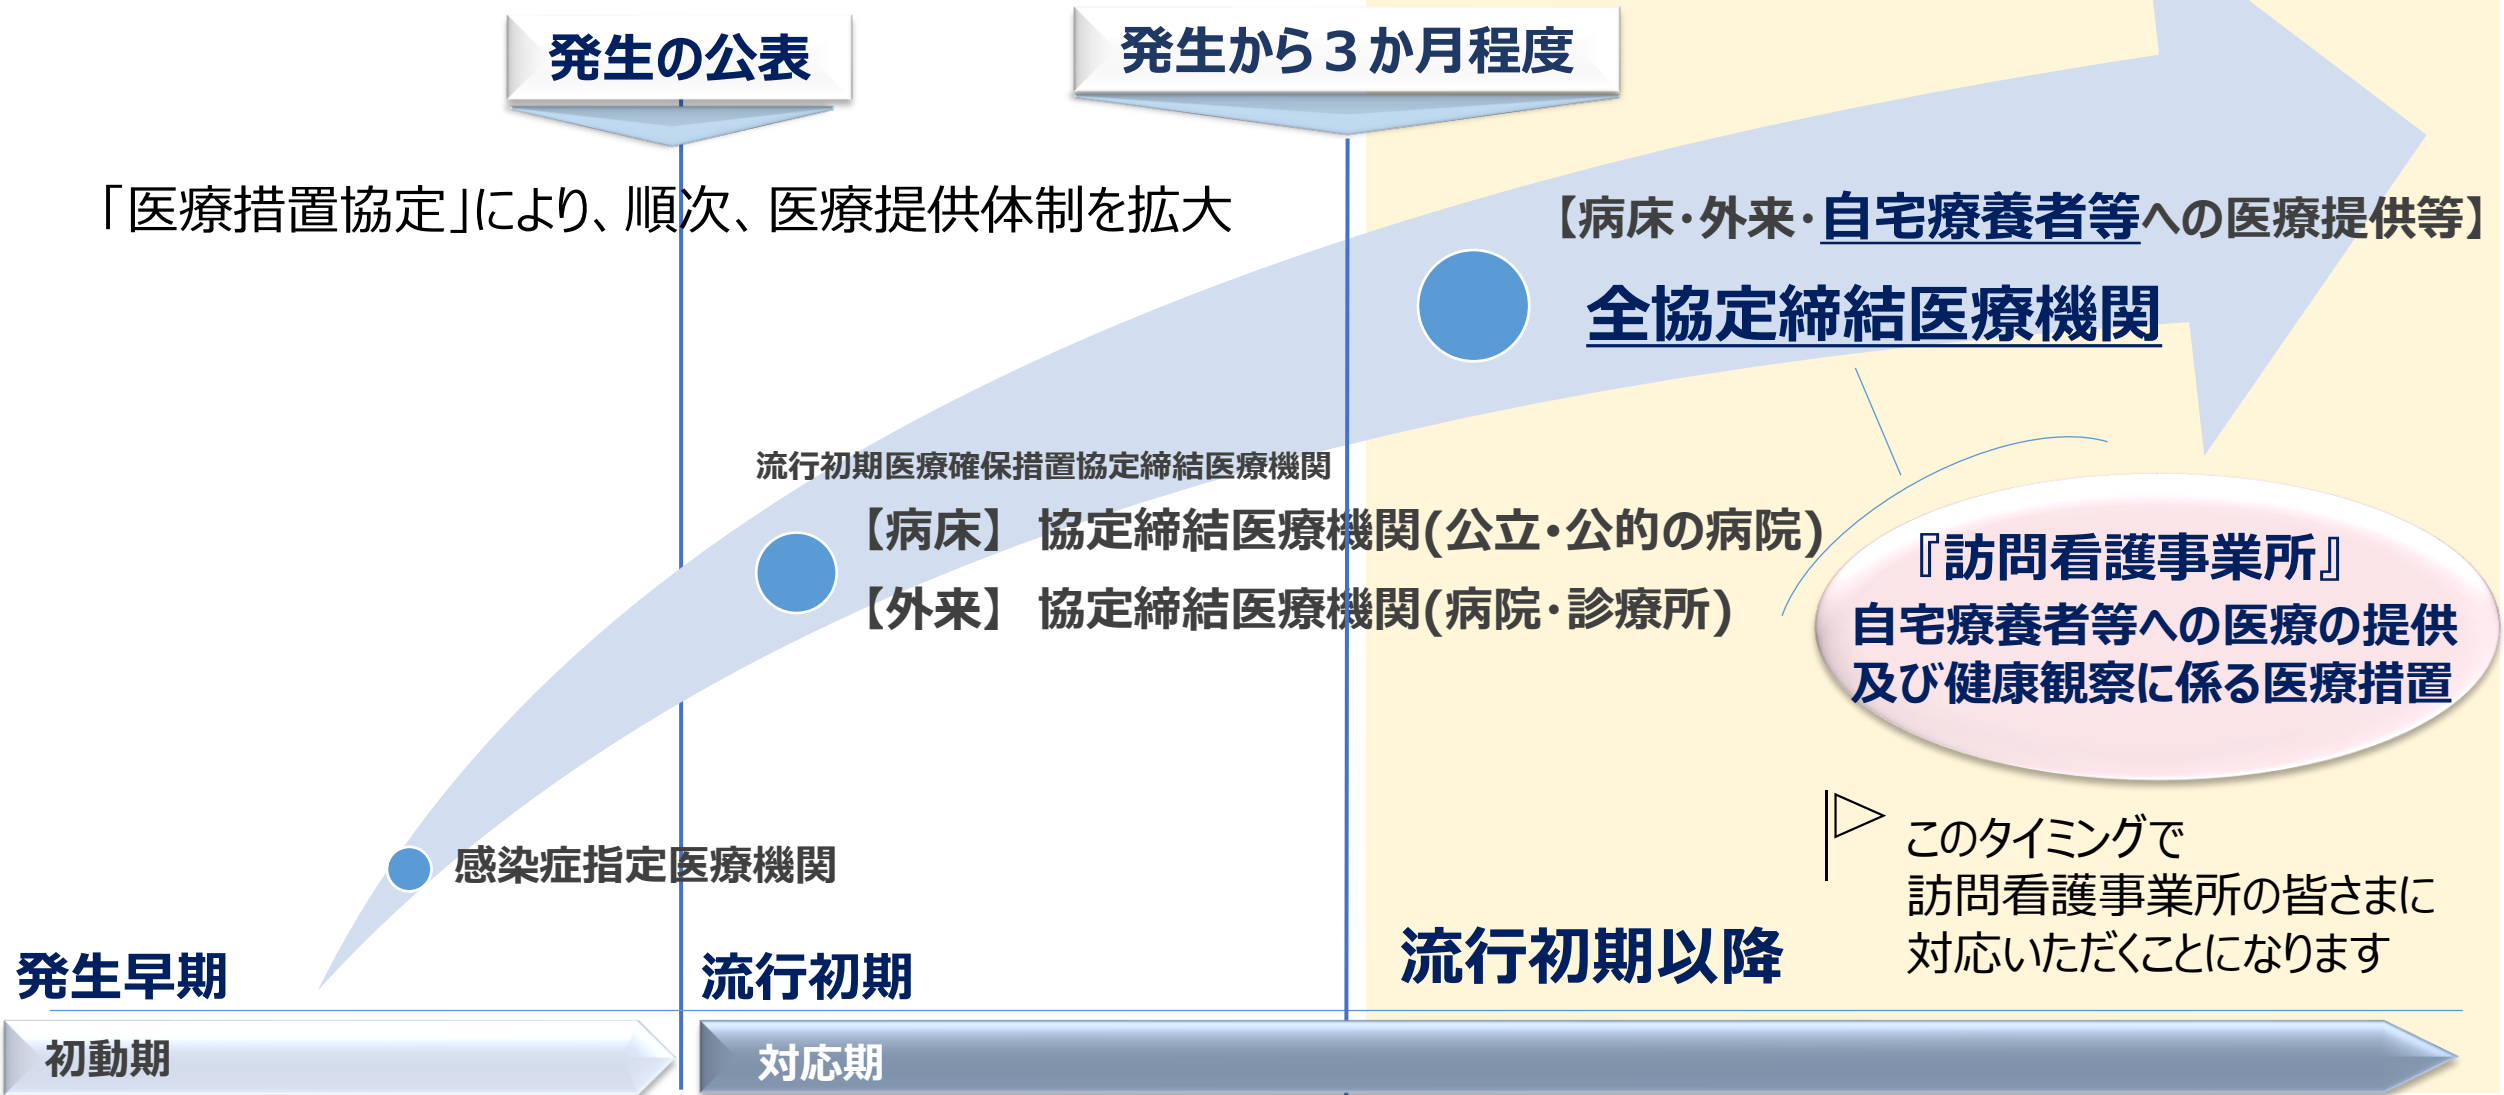 発生の公表
発生から３か月程度
「医療措置協定」により、順次、医療提供体制を拡大
【病床・外来・自宅療養者等への医療提供等】
全協定締結医療機関
流行初期医療確保措置協定締結医療機関
【病床】 協定締結医療機関(公立・公的の病院)
【外来】 協定締結医療機関(病院・診療所)
『訪問看護事業所』
自宅療養者等への医療の提供
及び健康観察に係る医療措置
このタイミングで
訪問看護事業所の皆さまに
対応いただくことになります
感染症指定医療機関
発生早期
流行初期
流行初期以降
初動期
対応期